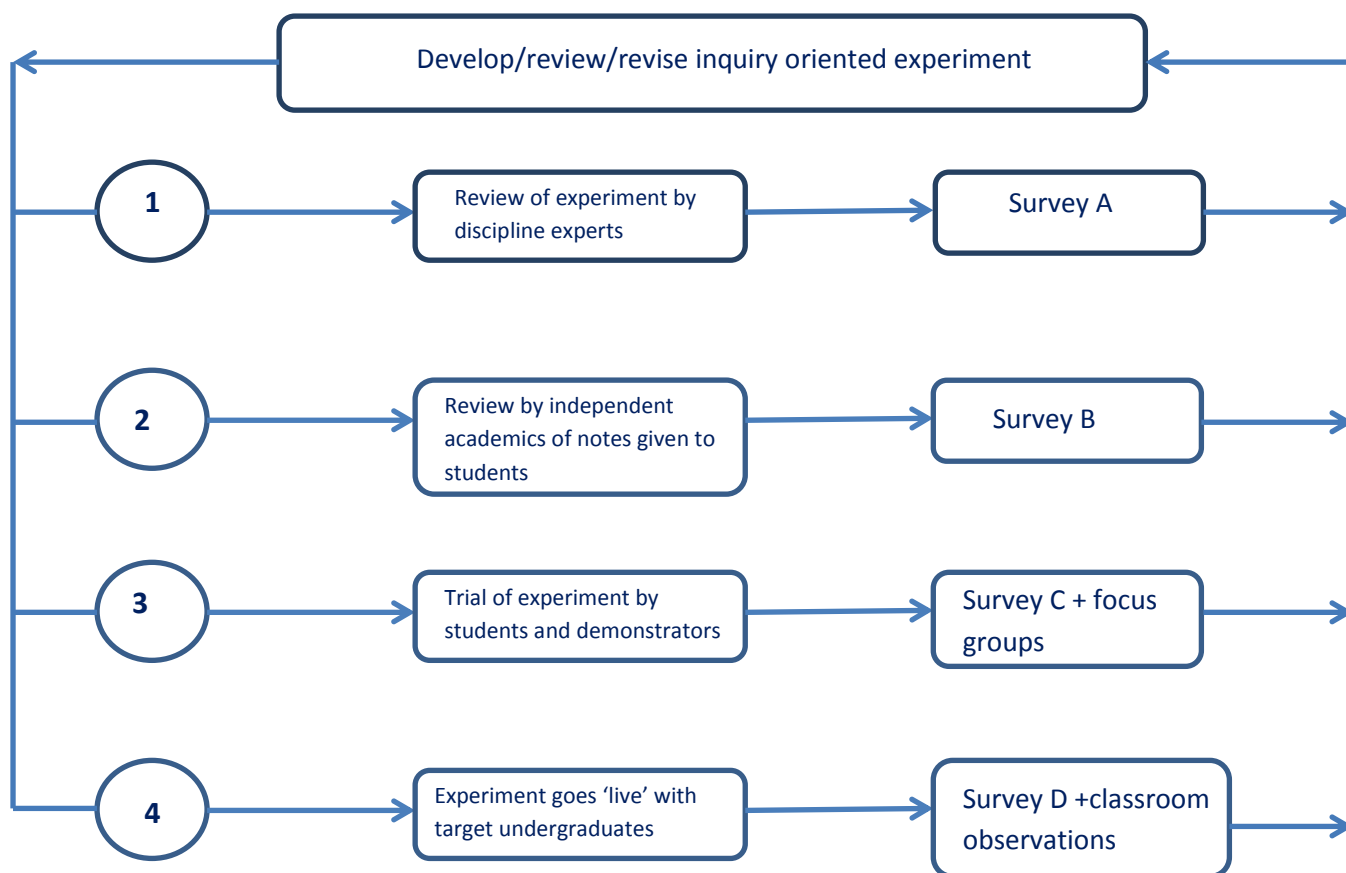 Develop/review/revise inquiry oriented experiment
1
Review of experiment by
discipline experts
Survey A
2
Review by independent
academics of notes given to
students
Survey B
3
Trial of experiment by
students and demonstrators
Survey C + focus
groups
4
Experiment goes ‘live’ with
target undergraduates
Survey D +classroom
observations